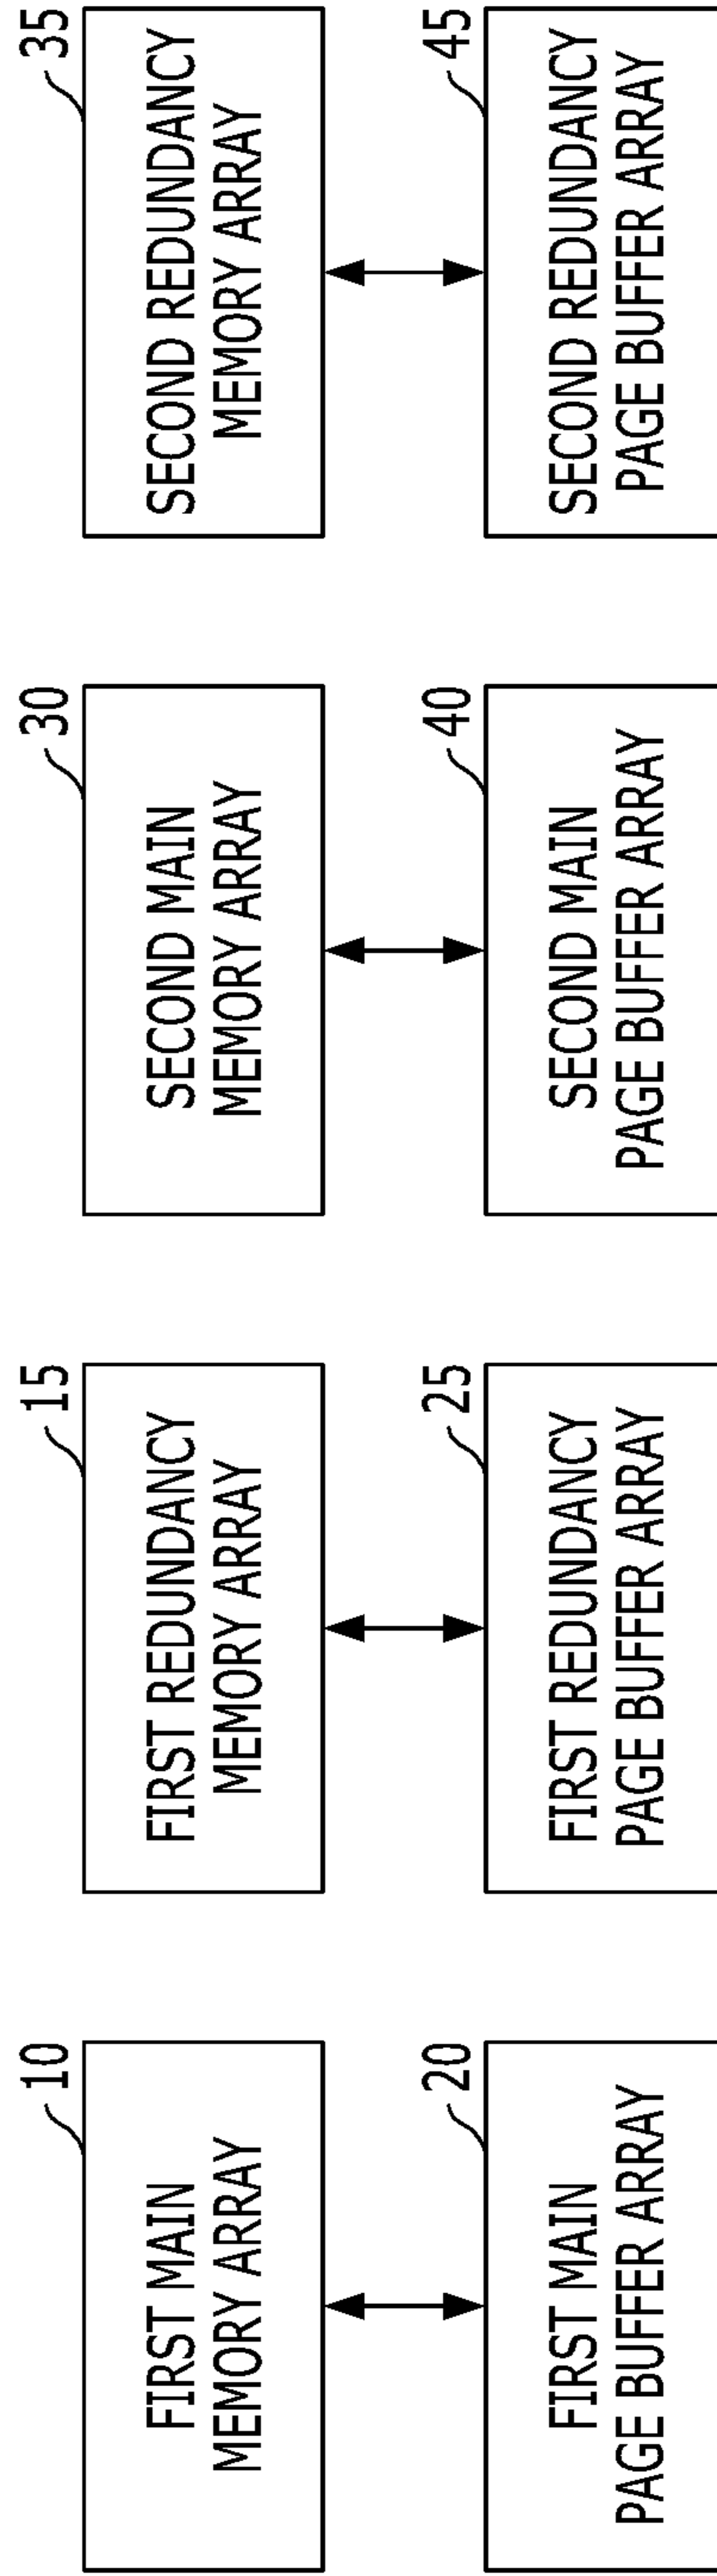 10
FIRST MAIN
MEMORY ARRAY
15
FIRST REDUNDANCY
MEMORY ARRAY
30
SECOND MAIN
MEMORY ARRAY
35
SECOND REDUNDANCY
MEMORY ARRAY
20
FIRST MAIN
PAGE BUFFER ARRAY
25
FIRST REDUNDANCY
PAGE BUFFER ARRAY
40
SECOND MAIN
PAGE BUFFER ARRAY
45
SECOND REDUNDANCY
PAGE BUFFER ARRAY